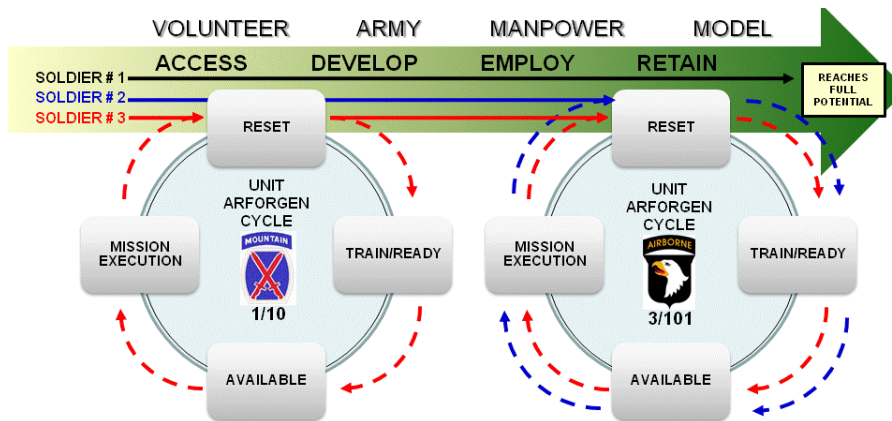 VOLUNTEER ARMY MANPOWER MODEL
ACCESS DEVELOP EMPLOY RETAIN
SOLDIER # 1
SOLDIER # 2
SOLDIER # 3
REACHES
FULL
POTENTIAL
RESET
UNIT
ARFORGEN
CYCLE
MOUNTAIN
1/10
MISSION
EXECUTION
TRAIN/READY
AVAILABLE
RESET
UNIT
ARFORGEN
CYCLE
AIRBORNE
3/101
MISSION
EXECUTION
TRAIN/READY
AVAILABLE